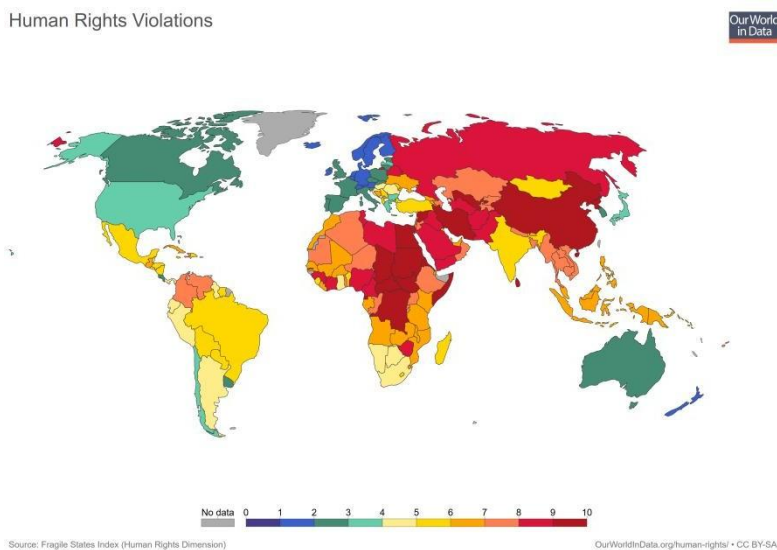 Human Rights Violations
Our World
in Data
No data 0 1 2 3 4 5 6 7 8 9 10
Source: Fragile States Index (Human Rights Dimension)
OurWorldInData.org/human-rights/ • CC BY-SA